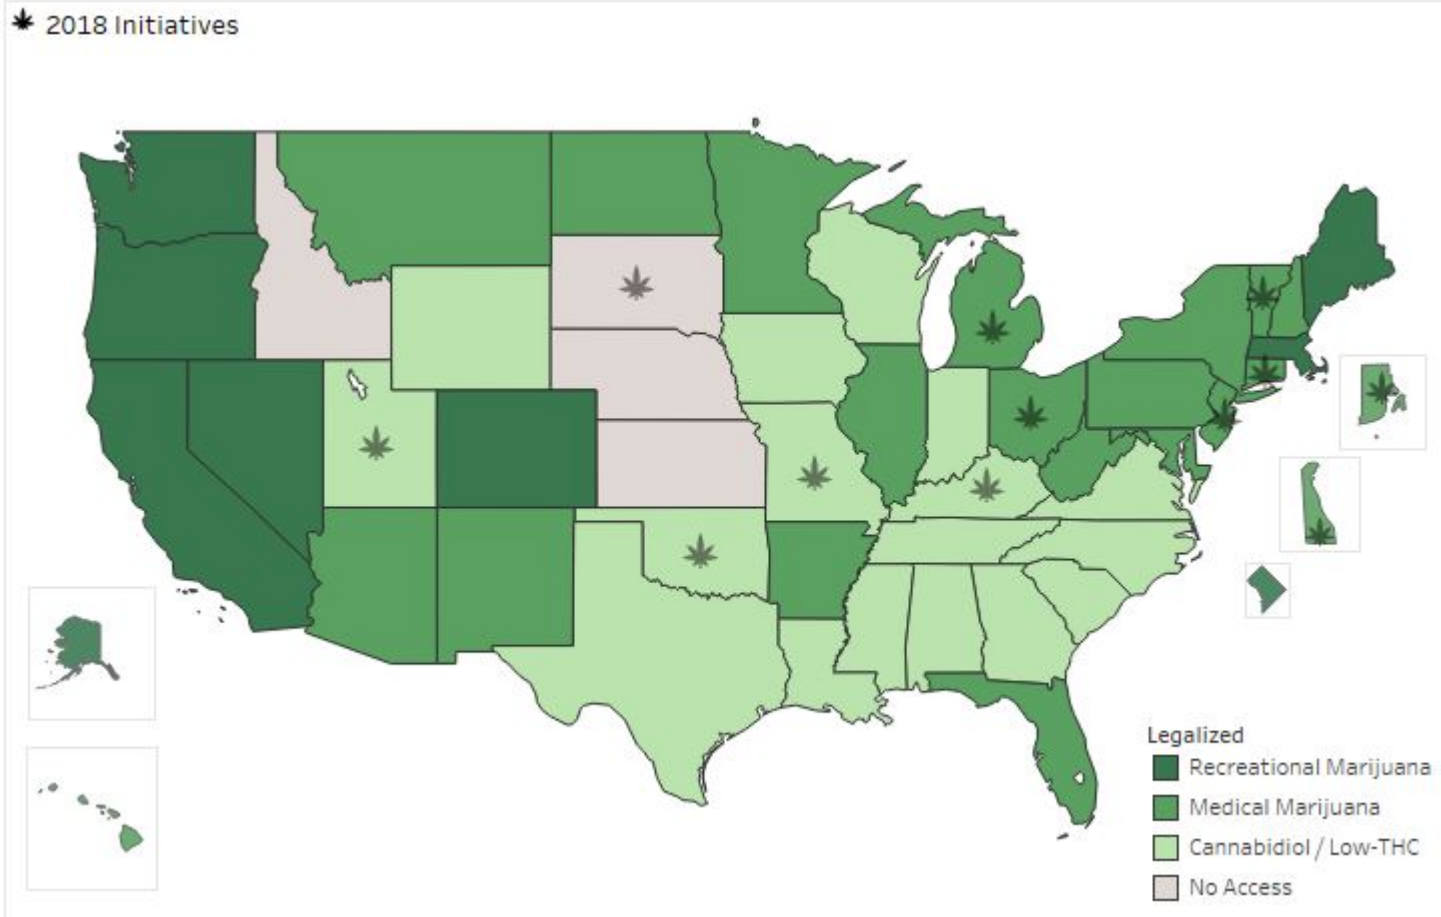 2018 Initiatives
Legalized
Recreational Marijuana
Medical Marijuana
Cannabidiol / Low-THC
No Access